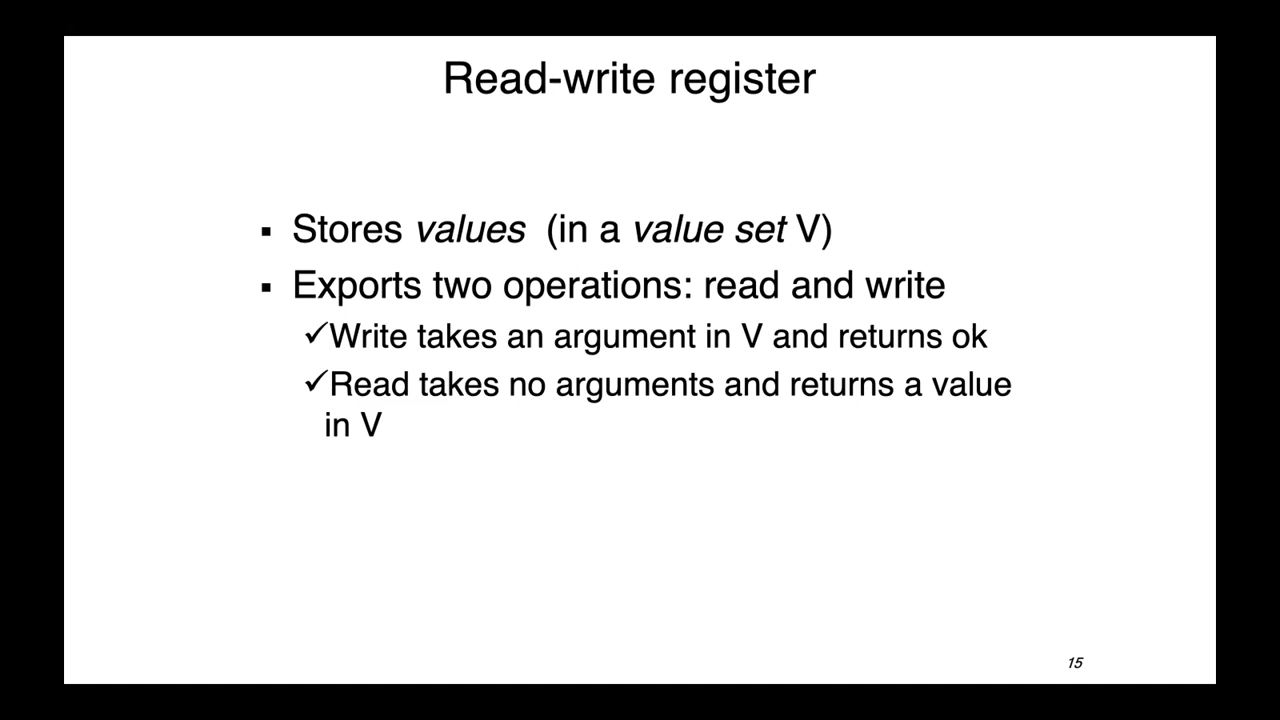 Read-write register
▪ Stores values (in a value set V)
▪ Exports two operations: read and write
✓Write takes an argument in V and returns ok
✓Read takes no arguments and returns a value
in V
15